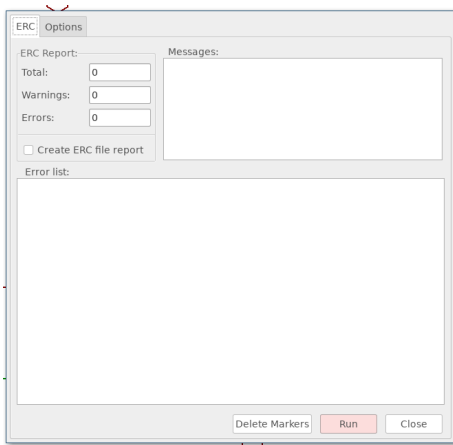 ERC Options
ERC Report:
Total: 0
Warnings: 0
Errors: 0
Create ERC file report
Messages:
Error list:
Delete Markers Run Close